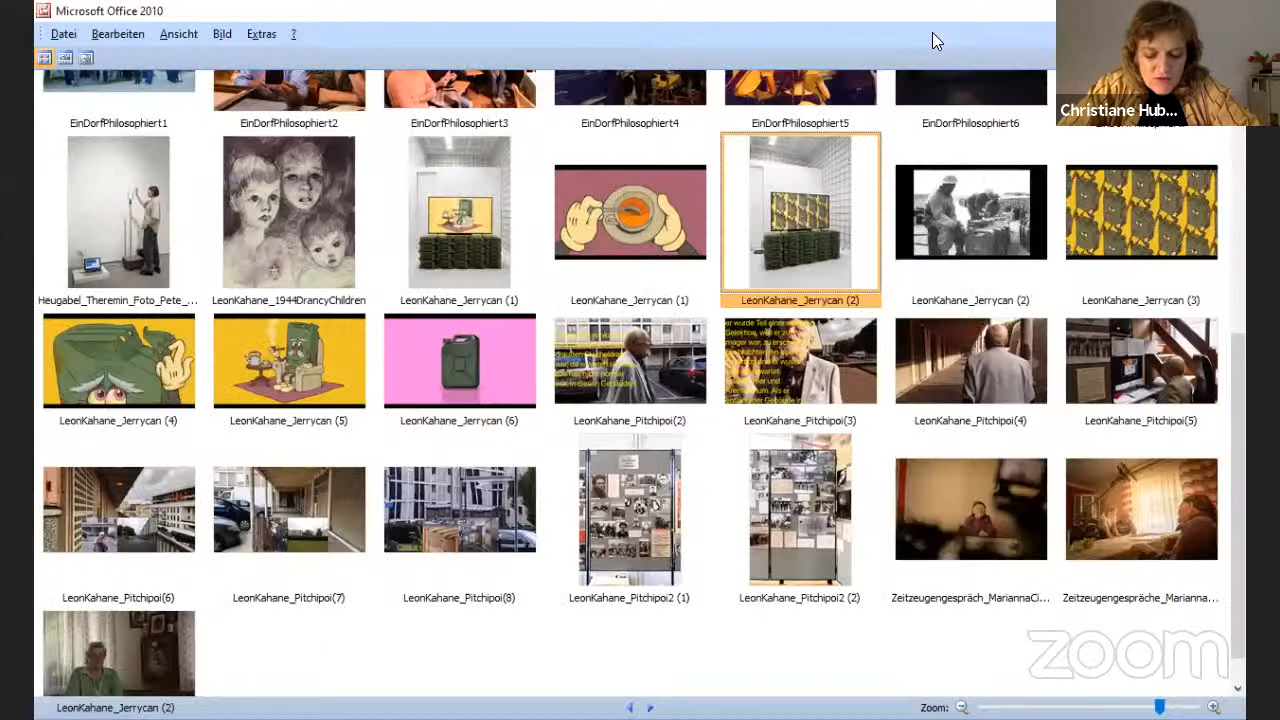 Microsoft Office 2010
Datei Bearbeiten Ansicht Bild Extras ?
Christiane Hub...
EinDorfPhilosophiert1 EinDorfPhilosophiert2 EinDorfPhilosophiert3 EinDorfPhilosophiert4 EinDorfPhilosophiert5 EinDorfPhilosophiert6
Heugabel_Theremin_Foto_Pete_... LeonKahane_1944DrancyChildren LeonKahane_Jerrycan (1) LeonKahane_Jerrycan (1) LeonKahane_Jerrycan (2) LeonKahane_Jerrycan (2) LeonKahane_Jerrycan (3)
LeonKahane_Jerrycan (4) LeonKahane_Jerrycan (5) LeonKahane_Jerrycan (6) LeonKahane_Pitchipoi(2) LeonKahane_Pitchipoi(3) LeonKahane_Pitchipoi(4) LeonKahane_Pitchipoi(5)
LeonKahane_Pitchipoi(6) LeonKahane_Pitchipoi(7) LeonKahane_Pitchipoi(8) LeonKahane_Pitchipoi2 (1) LeonKahane_Pitchipoi2 (2) Zeitzeugengespräch_MariannaCi... Zeitzeugengespräche_Marianna...
zoom
LeonKahane_Jerrycan (2) Zoom: